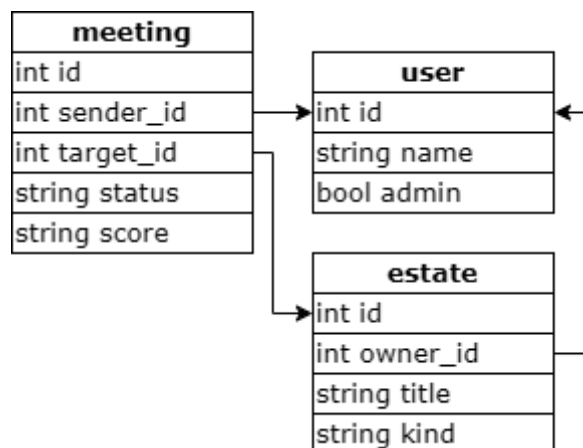 meeting
int id
int sender_id
int target_id
string status
string score
user
int id
string name
bool admin
estate
int id
int owner_id
string title
string kind